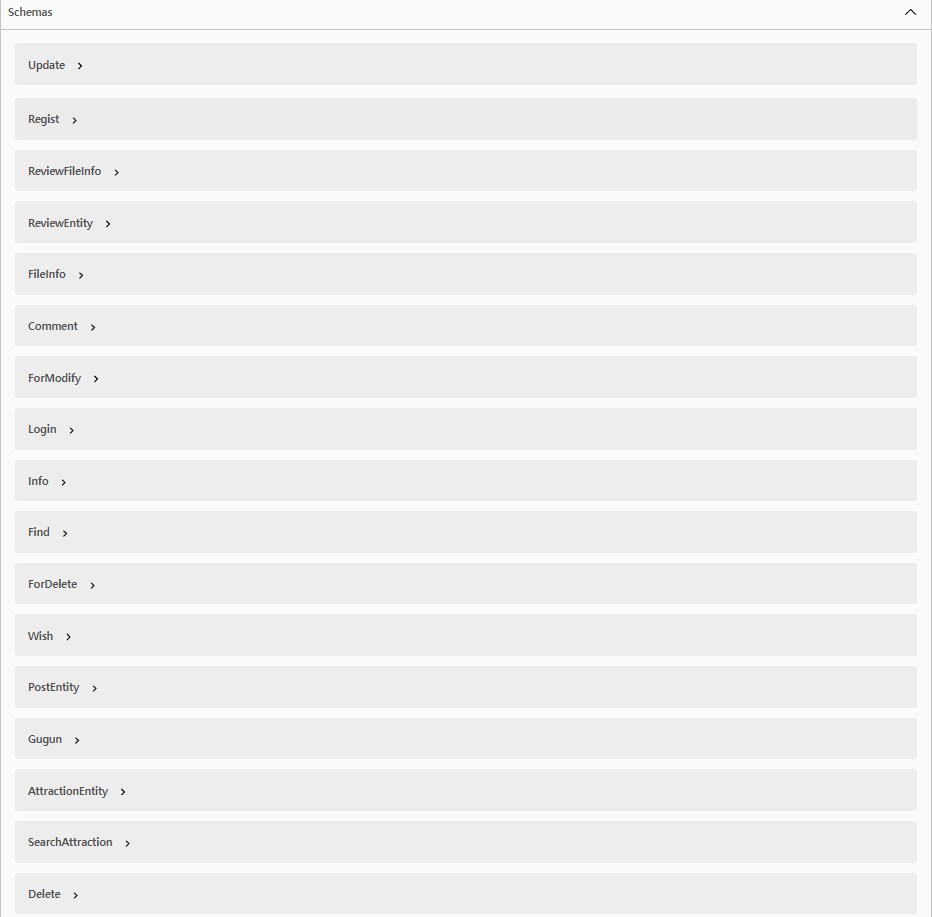 Schemas
Update
Regist
ReviewFileInfo
ReviewEntity
FileInfo
Comment
ForModify
Login
Info
Find
ForDelete
Wish
PostEntity
Gugun
AttractionEntity
SearchAttraction
Delete